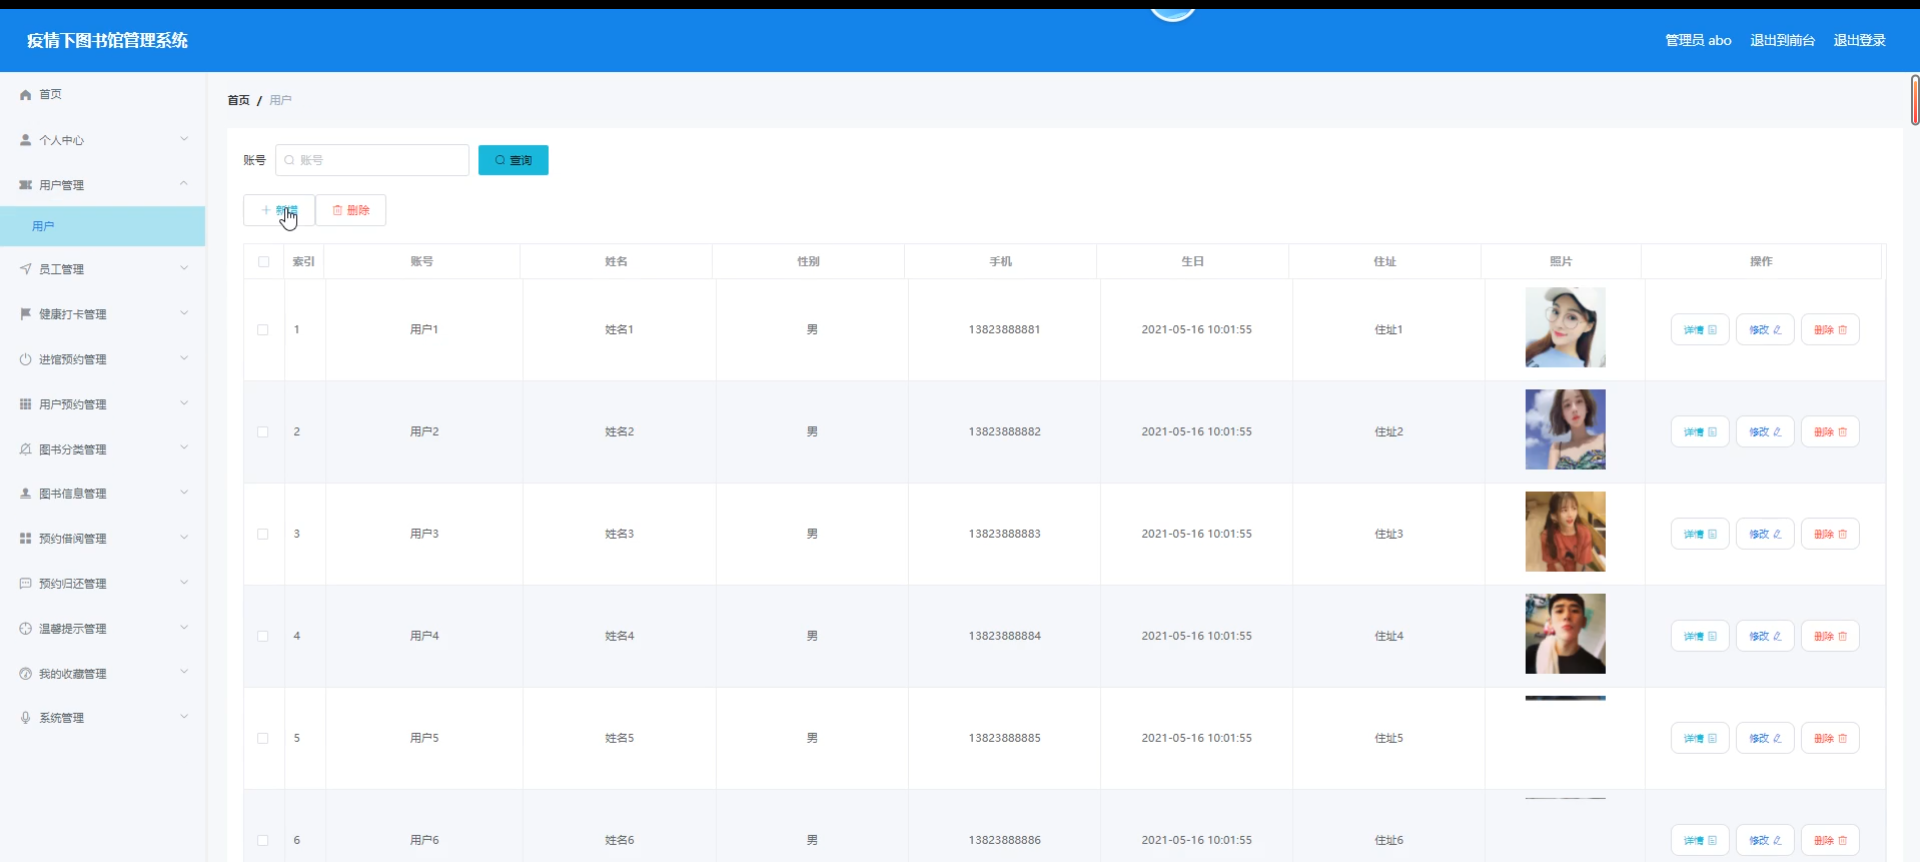 疫情下图书馆管理系统
管理员 abo 退出到前台 退出登录
首页
个人中心
用户管理
用户
员工管理
健康打卡管理
进馆预约管理
用户预约管理
图书分类管理
图书信息管理
预约借阅管理
预约归还管理
温馨提示管理
我的收藏管理
系统管理
首页 / 用户
账号 账号 查询
新增 删除
索引 账号 姓名 性别 手机 生日 住址 照片 操作
1 用户1 姓名1 男 13823888881 2021-05-16 10:01:55 住址1 详情 修改 删除
2 用户2 姓名2 男 13823888882 2021-05-16 10:01:55 住址2 详情 修改 删除
3 用户3 姓名3 男 13823888883 2021-05-16 10:01:55 住址3 详情 修改 删除
4 用户4 姓名4 男 13823888884 2021-05-16 10:01:55 住址4 详情 修改 删除
5 用户5 姓名5 男 13823888885 2021-05-16 10:01:55 住址5 详情 修改 删除
6 用户6 姓名6 男 13823888886 2021-05-16 10:01:55 住址6 详情 修改 删除